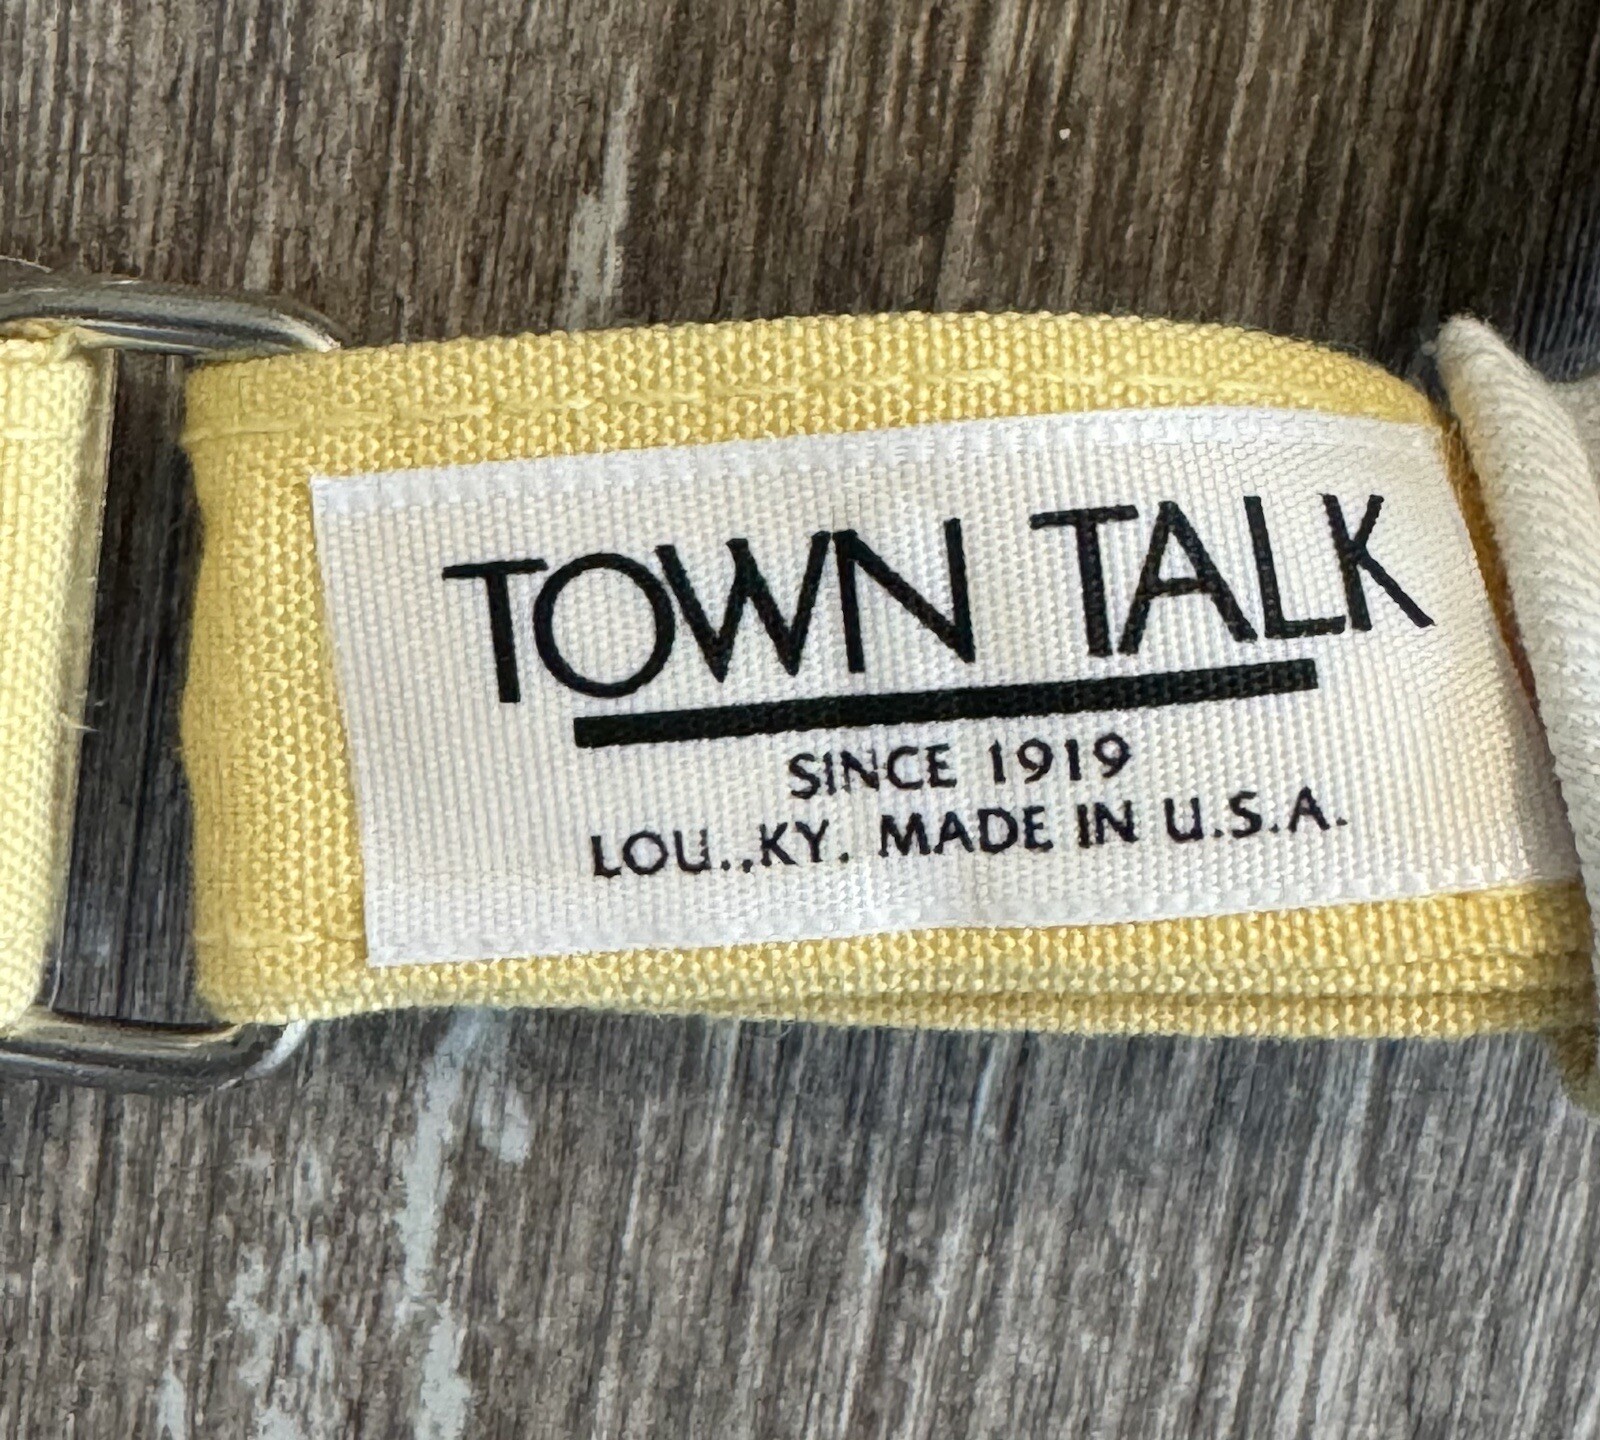 TOWN TALK
SINCE 1919
LOU.,KY. MADE IN U.S.A.